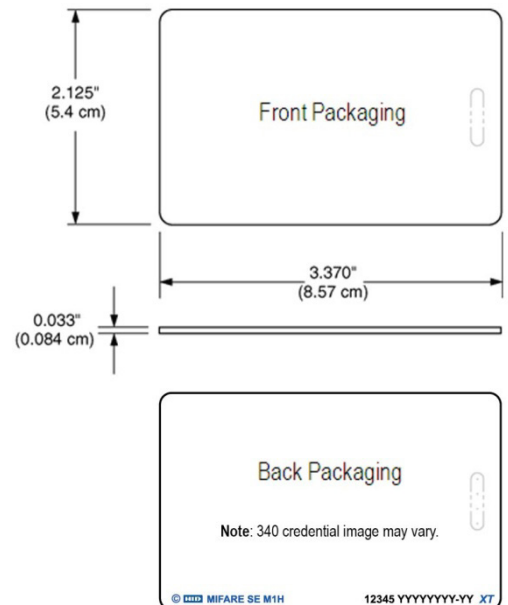 2.125"
(5.4 cm)
Front Packaging
3.370"
(8.57 cm)
0.033"
(0.084 cm)
Back Packaging
Note: 340 credential image may vary.
© HID MIFARE SE M1H 12345 YYYYYYYY-YY XT